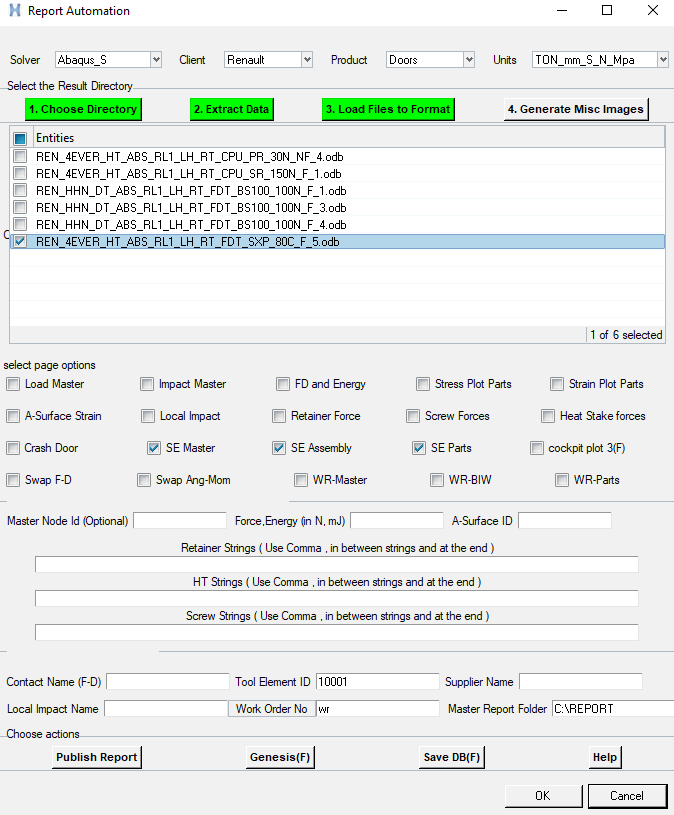 Report Automation
Solver Abaqus_S Client Renault Product Doors Units TON_mm_S_N_Mpa
Select the Result Directory
1. Choose Directory 2. Extract Data 3. Load Files to Format 4. Generate Misc Images
Entities
REN_4EVER_HT_ABS_RL1_LH_RT_CPU_PR_30N_NF_4.odb
REN_4EVER_HT_ABS_RL1_LH_RT_CPU_SR_150N_F_1.odb
REN_HHN_DT_ABS_RL1_LH_RT_FDT_BS100_100N_F_1.odb
REN_HHN_DT_ABS_RL1_LH_RT_FDT_BS100_100N_F_3.odb
REN_HHN_DT_ABS_RL1_LH_RT_FDT_BS100_100N_F_4.odb
REN_4EVER_HT_ABS_RL1_LH_RT_FDT_SXP_80C_F_5.odb
1 of 6 selected
select page options
Load Master Impact Master FD and Energy Stress Plot Parts Strain Plot Parts
A-Surface Strain Local Impact Retainer Force Screw Forces Heat Stake forces
Crash Door SE Master SE Assembly SE Parts cockpit plot 3(F)
Swap F-D Swap Ang-Mom WR-Master WR-BIW WR-Parts
Master Node Id (Optional) Force,Energy (in N, mJ) A-Surface ID
Retainer Strings ( Use Comma , in between strings and at the end )
HT Strings ( Use Comma , in between strings and at the end )
Screw Strings ( Use Comma , in between strings and at the end )
Contact Name (F-D) Tool Element ID 10001 Supplier Name
Local Impact Name Work Order No wr Master Report Folder C:\REPORT
Choose actions
Publish Report Genesis(F) Save DB(F) Help
OK Cancel